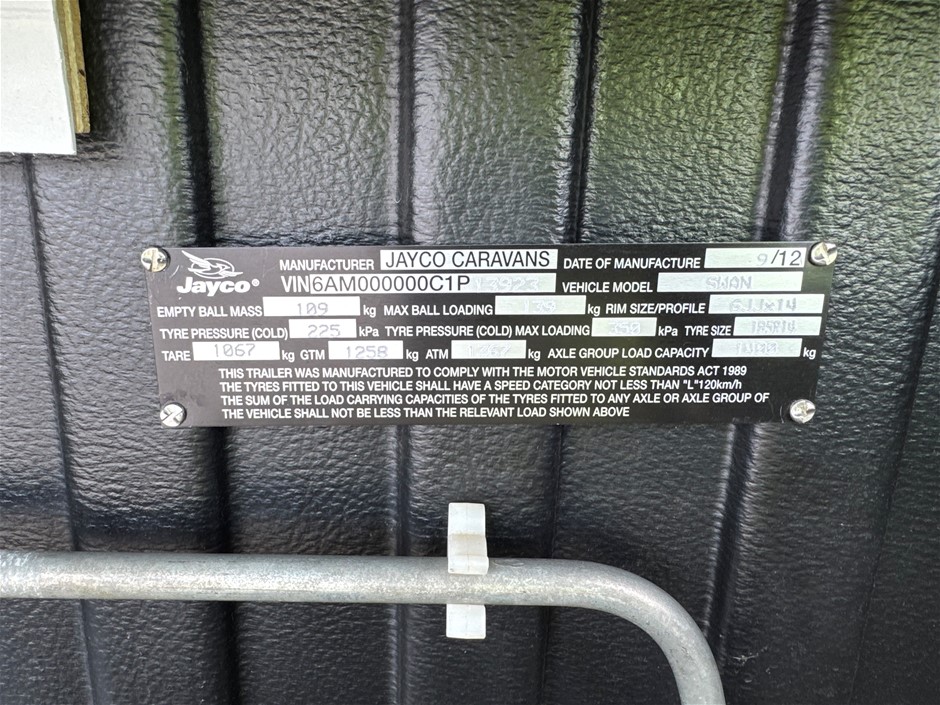 Jayco®
MANUFACTURER JAYCO CARAVANS DATE OF MANUFACTURE 9/12
VIN6AM000000C1P VEHICLE MODEL SWAN
EMPTY BALL MASS 109 kg MAX BALL LOADING kg RIM SIZE/PROFILE 6JJX14
TYRE PRESSURE (COLD) 225 kPa TYRE PRESSURE (COLD) MAX LOADING 350 kPa TYRE SIZE
TARE 1067 kg GTM 1258 kg ATM kg AXLE GROUP LOAD CAPACITY kg
THIS TRAILER WAS MANUFACTURED TO COMPLY WITH THE MOTOR VEHICLE STANDARDS ACT 1989
THE TYRES FITTED TO THIS VEHICLE SHALL HAVE A SPEED CATEGORY NOT LESS THAN "L"120km/h
THE SUM OF THE LOAD CARRYING CAPACITIES OF THE TYRES FITTED TO ANY AXLE OR AXLE GROUP OF
THE VEHICLE SHALL NOT BE LESS THAN THE RELEVANT LOAD SHOWN ABOVE